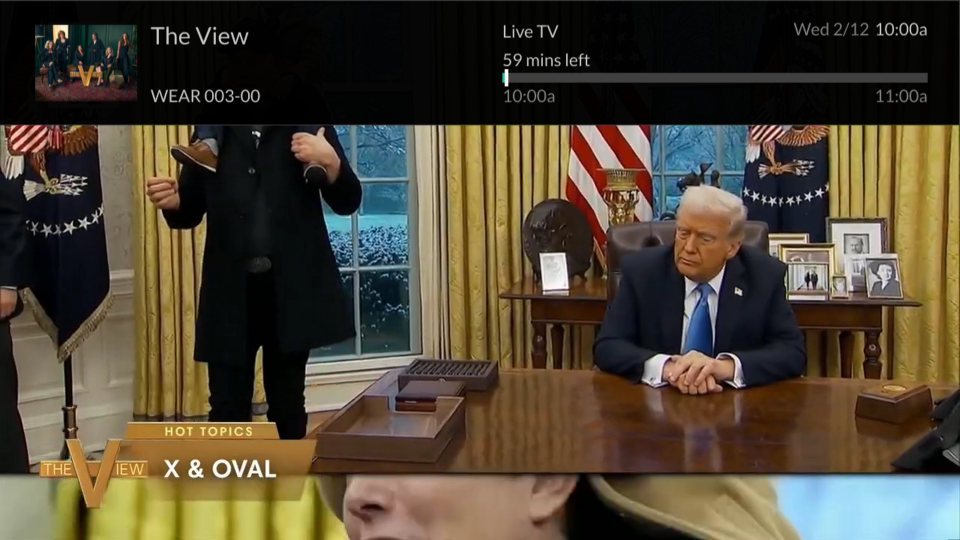 The View
WEAR 003-00
Live TV
59 mins left
10:00a
11:00a
Wed 2/12 10:00a
HOT TOPICS
THE VIEW
X & OVAL